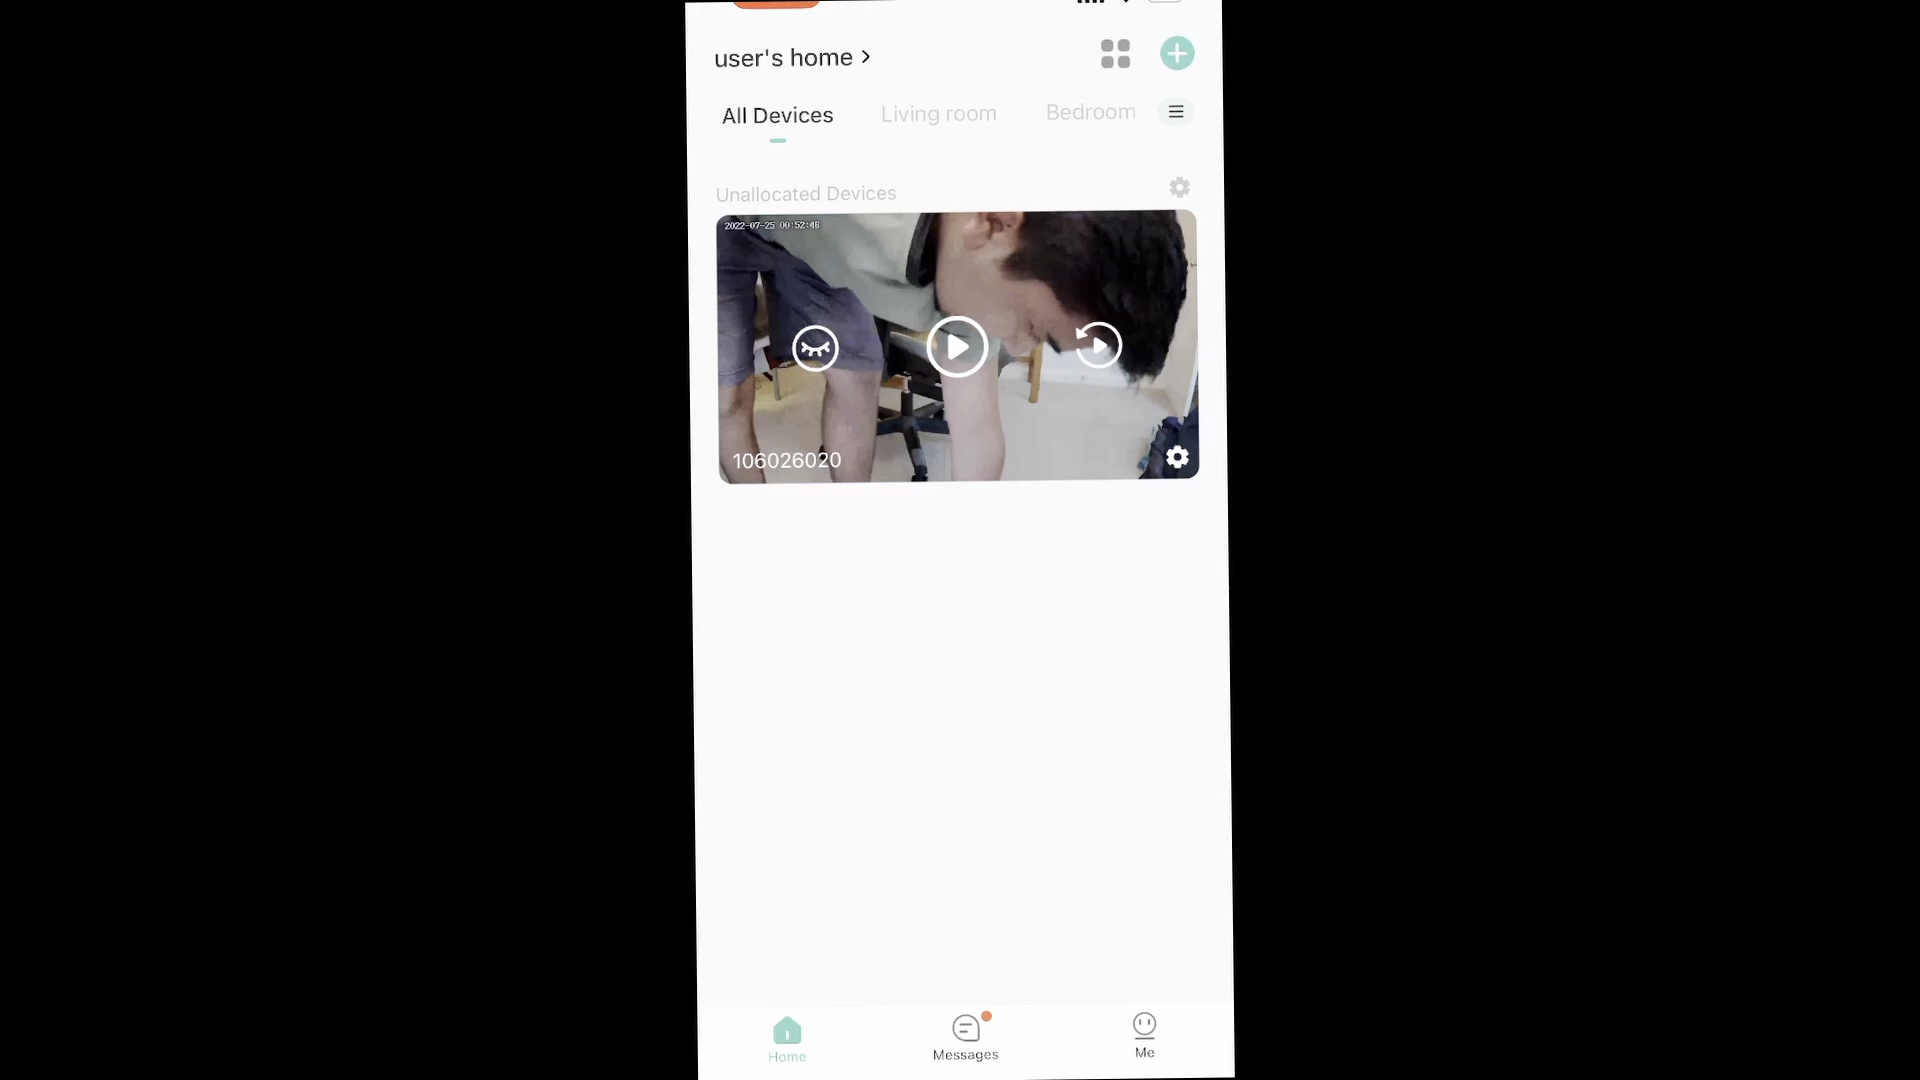 user's home
All Devices Living room Bedroom
Unallocated Devices
2022-07-25 00:52:46
106026020
Home Messages Me